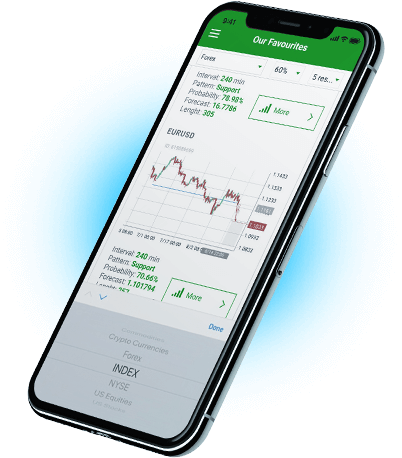 9:41
Our Favourites
Forex
60%
5 res...
Interval: 240 min
Pattern: Support
Probability: 78.98%
Forecast: 16.7786
Lenght: 305
More
EURUSD
1.1433
1.1333
1.1233
1.0933
1.0833
Interval: 240 min
Pattern: Support
Probability: 70.66%
Forecast: 1.101794
More
Done
Crypto Currencies
Forex
INDEX
NYSE
US Equities